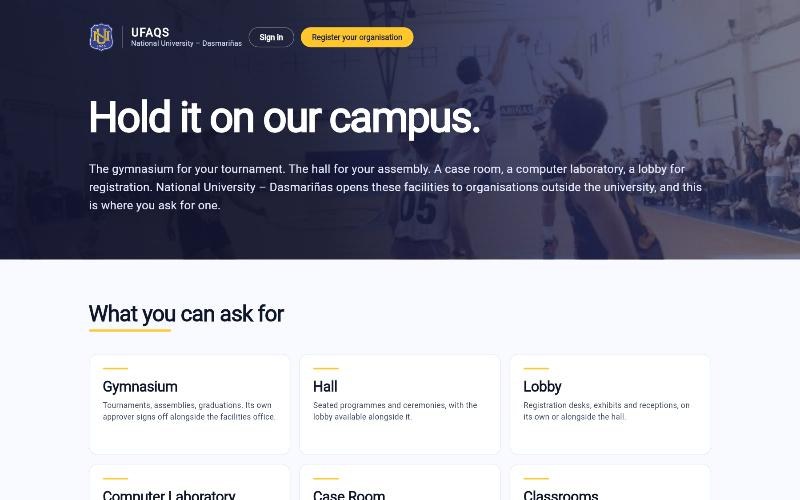 UFAQS
National University – Dasmariñas
Sign in
Register your organisation
24
05
Hold it on our campus.
The gymnasium for your tournament. The hall for your assembly. A case room, a computer laboratory, a lobby for
registration. National University – Dasmariñas opens these facilities to organisations outside the university, and this
is where you ask for one.
What you can ask for
Gymnasium
Tournaments, assemblies, graduations. Its own
approver signs off alongside the facilities office.
Hall
Seated programmes and ceremonies, with the
lobby available alongside it.
Lobby
Registration desks, exhibits and receptions, on
its own or alongside the hall.
Computer Laboratory
Case Room
Classrooms